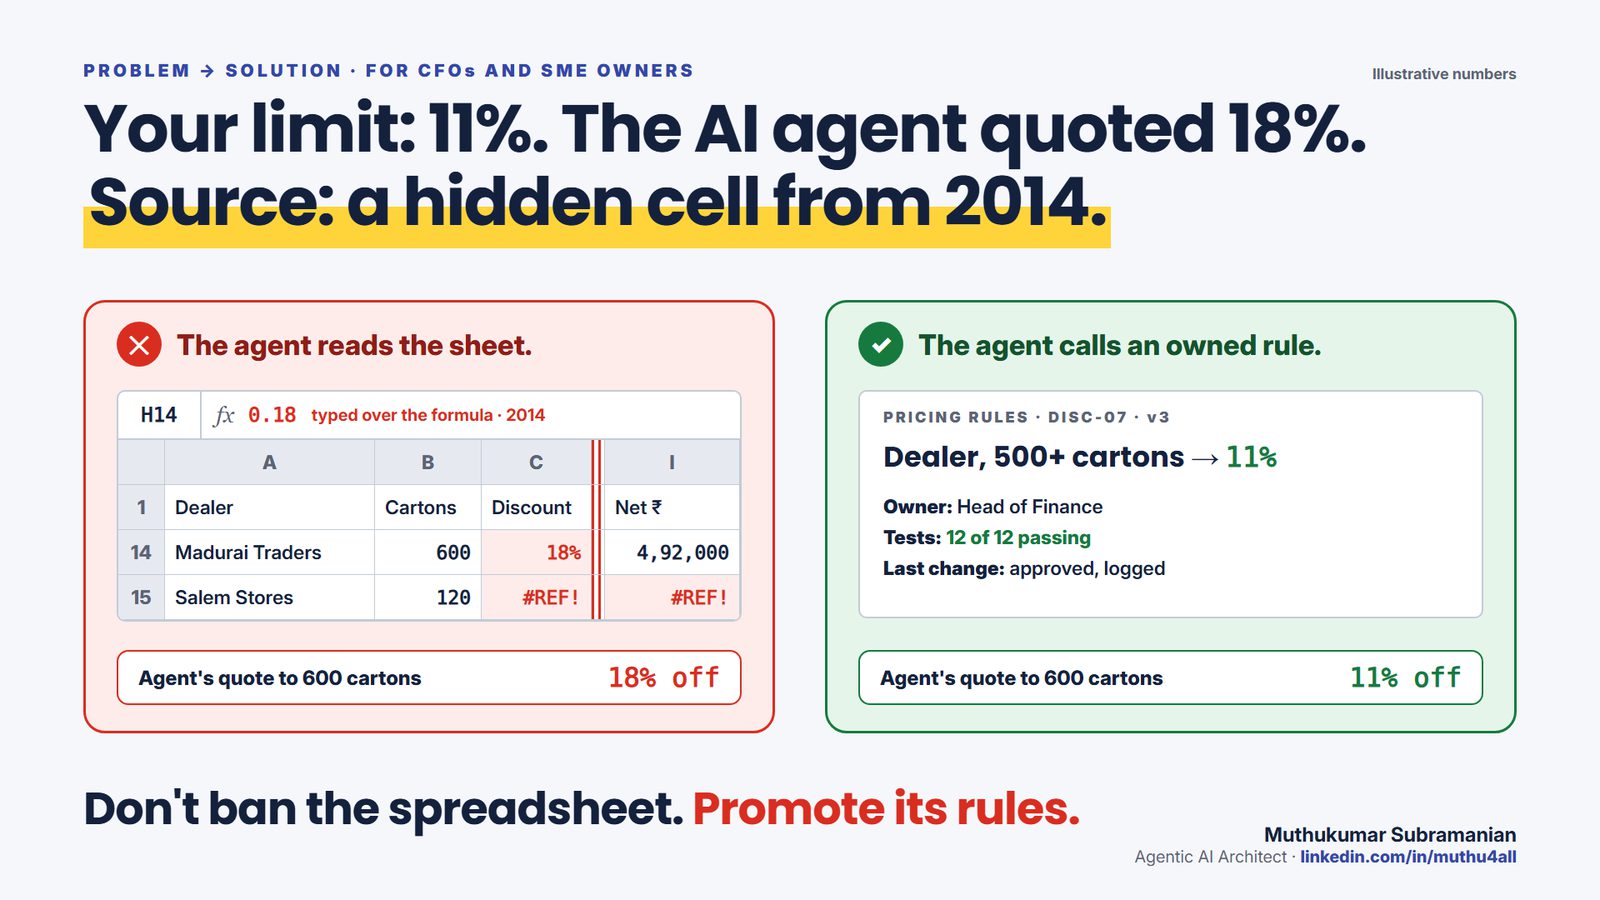 PROBLEM → SOLUTION · FOR CFOs AND SME OWNERS
Illustrative numbers
Your limit: 11%. The AI agent quoted 18%.
Source: a hidden cell from 2014.
The agent reads the sheet.
H14 fx 0.18 typed over the formula · 2014
A B C I
1 Dealer Cartons Discount Net ₹
14 Madurai Traders 600 18% 4,92,000
15 Salem Stores 120 #REF! #REF!
Agent's quote to 600 cartons 18% off
The agent calls an owned rule.
PRICING RULES · DISC-07 · v3
Dealer, 500+ cartons → 11%
Owner: Head of Finance
Tests: 12 of 12 passing
Last change: approved, logged
Agent's quote to 600 cartons 11% off
Don't ban the spreadsheet. Promote its rules.
Muthukumar Subramanian
Agentic AI Architect · linkedin.com/in/muthu4all